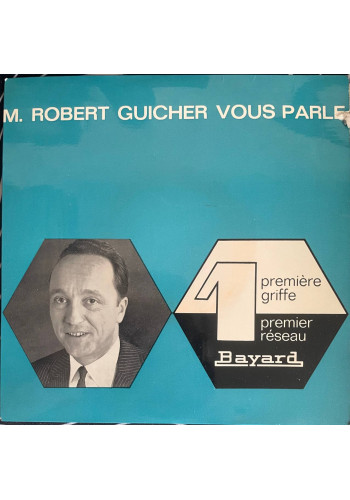 M. ROBERT GUICHER VOUS PARLE
1
première
griffe
premier
réseau
Bayard